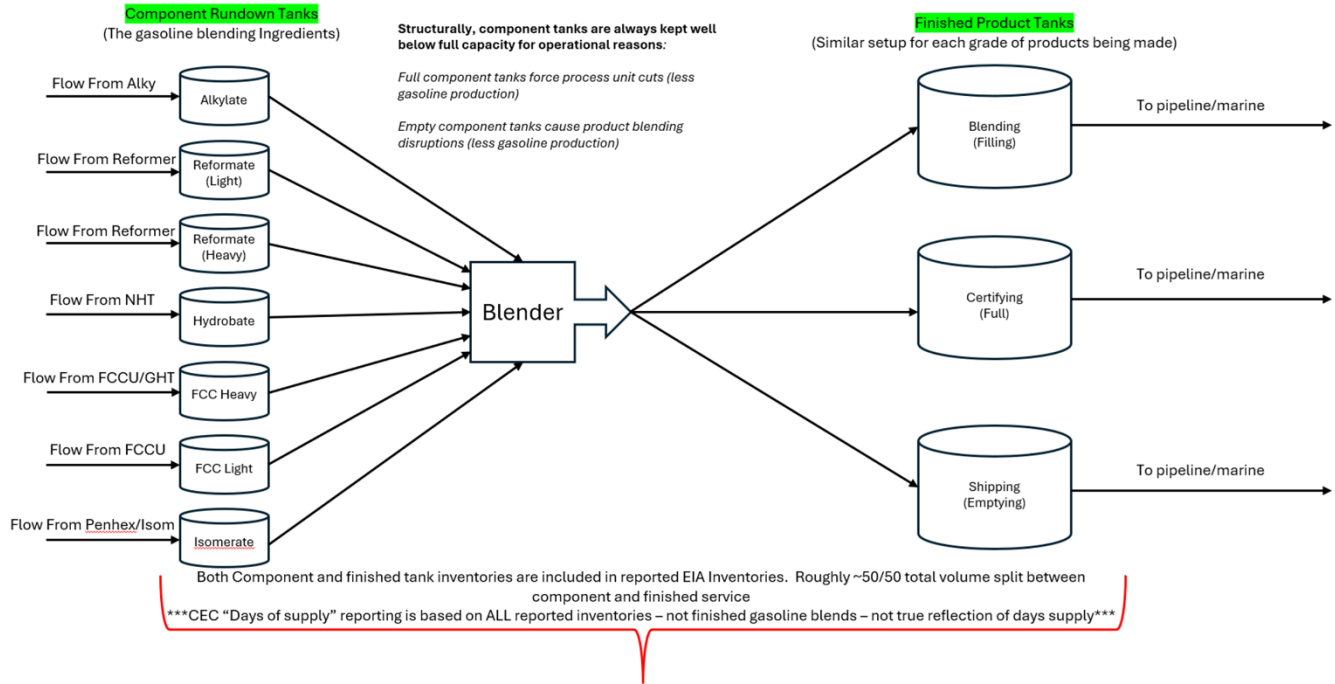 Component Rundown Tanks
(The gasoline blending Ingredients)
Structurally, component tanks are always kept well
below full capacity for operational reasons:
Full component tanks force process unit cuts (less
gasoline production)
Empty component tanks cause product blending
disruptions (less gasoline production)
Finished Product Tanks
(Similar setup for each grade of products being made)
Flow From Alky
Alkylate
Flow From Reformer
Reformate
(Light)
Flow From Reformer
Reformate
(Heavy)
Flow From NHT
Hydrobate
Flow From FCCU/GHT
FCC Heavy
Flow From FCCU
FCC Light
Flow From Penhex/Isom
Isomerate
Blender
Blending
(Filling)
To pipeline/marine
Certifying
(Full)
To pipeline/marine
Shipping
(Emptying)
To pipeline/marine
Both Component and finished tank inventories are included in reported EIA Inventories. Roughly ~50/50 total volume split between
component and finished service
***CEC “Days of supply” reporting is based on ALL reported inventories – not finished gasoline blends – not true reflection of days supply***